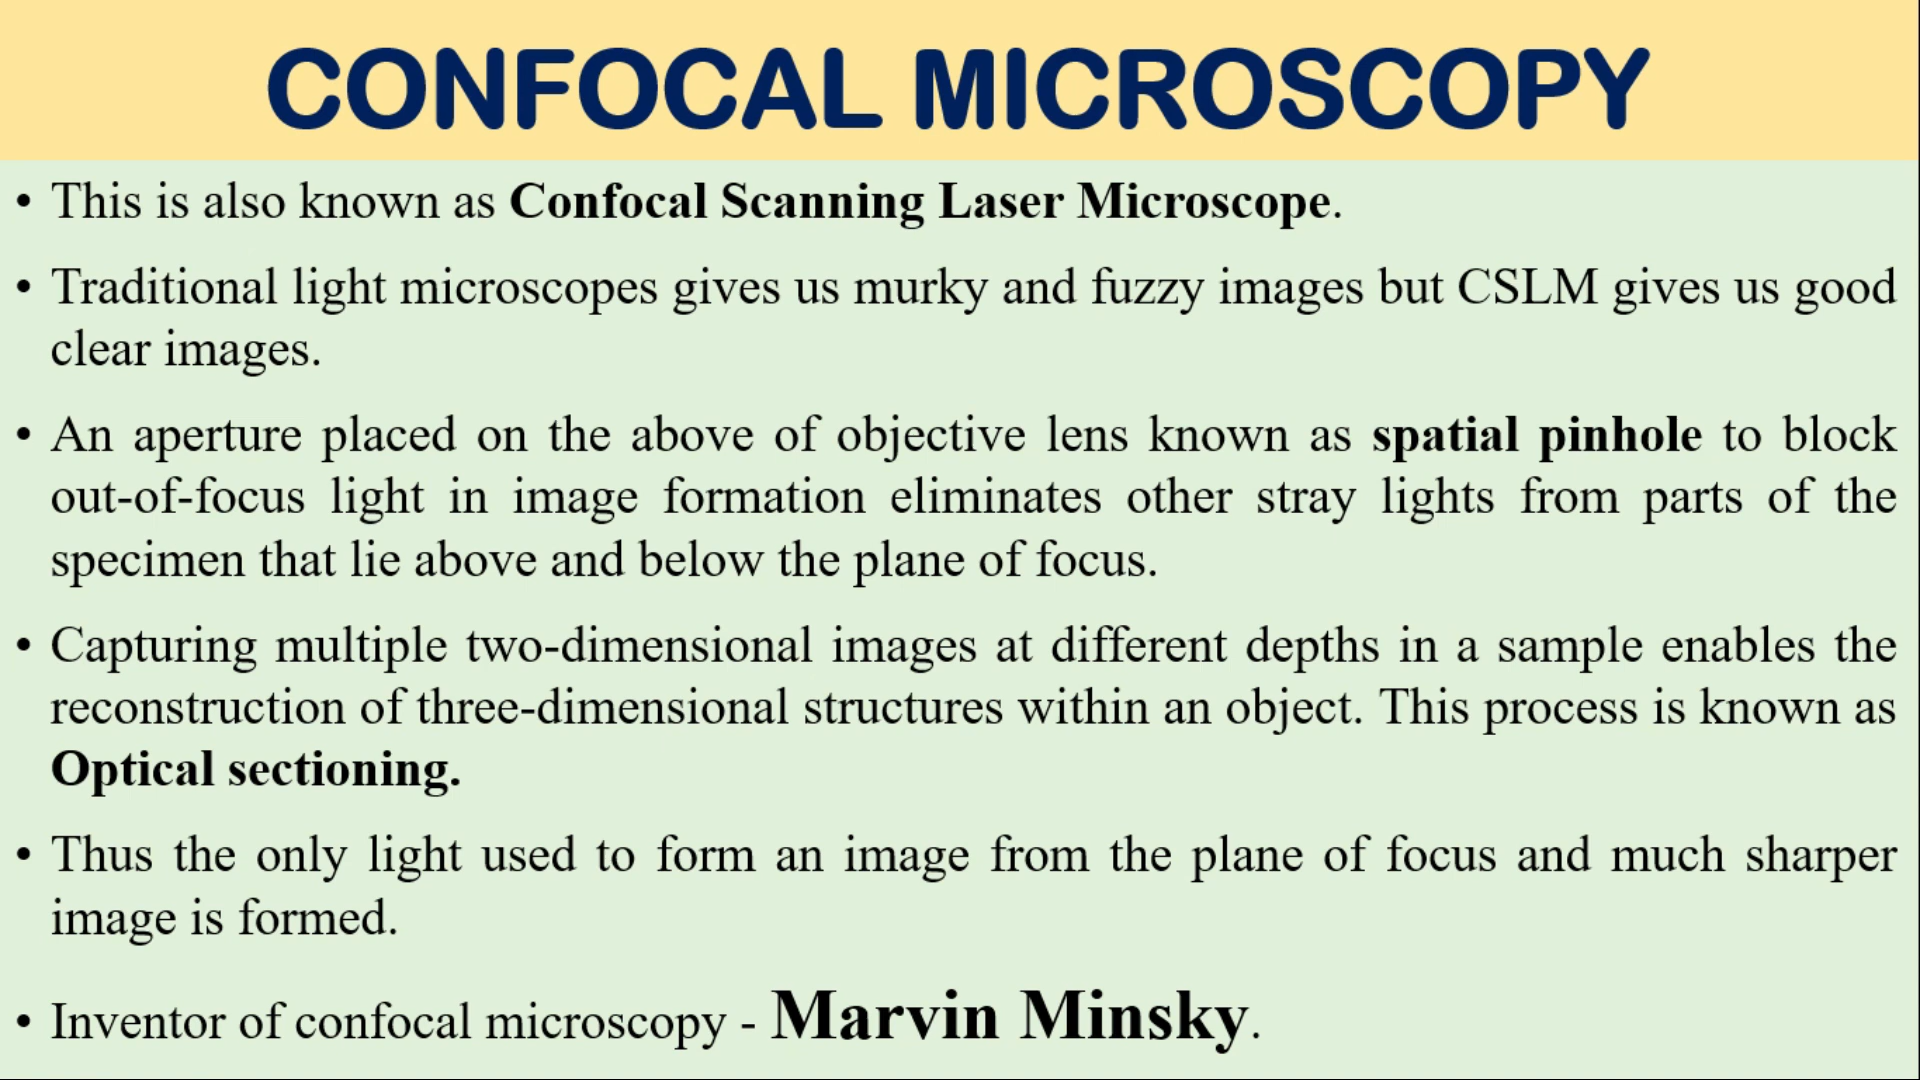 CONFOCAL MICROSCOPY
• This is also known as Confocal Scanning Laser Microscope.
• Traditional light microscopes gives us murky and fuzzy images but CSLM gives us good
clear images.
• An aperture placed on the above of objective lens known as spatial pinhole to block
out-of-focus light in image formation eliminates other stray lights from parts of the
specimen that lie above and below the plane of focus.
• Capturing multiple two-dimensional images at different depths in a sample enables the
reconstruction of three-dimensional structures within an object. This process is known as
Optical sectioning.
• Thus the only light used to form an image from the plane of focus and much sharper
image is formed.
• Inventor of confocal microscopy - Marvin Minsky.